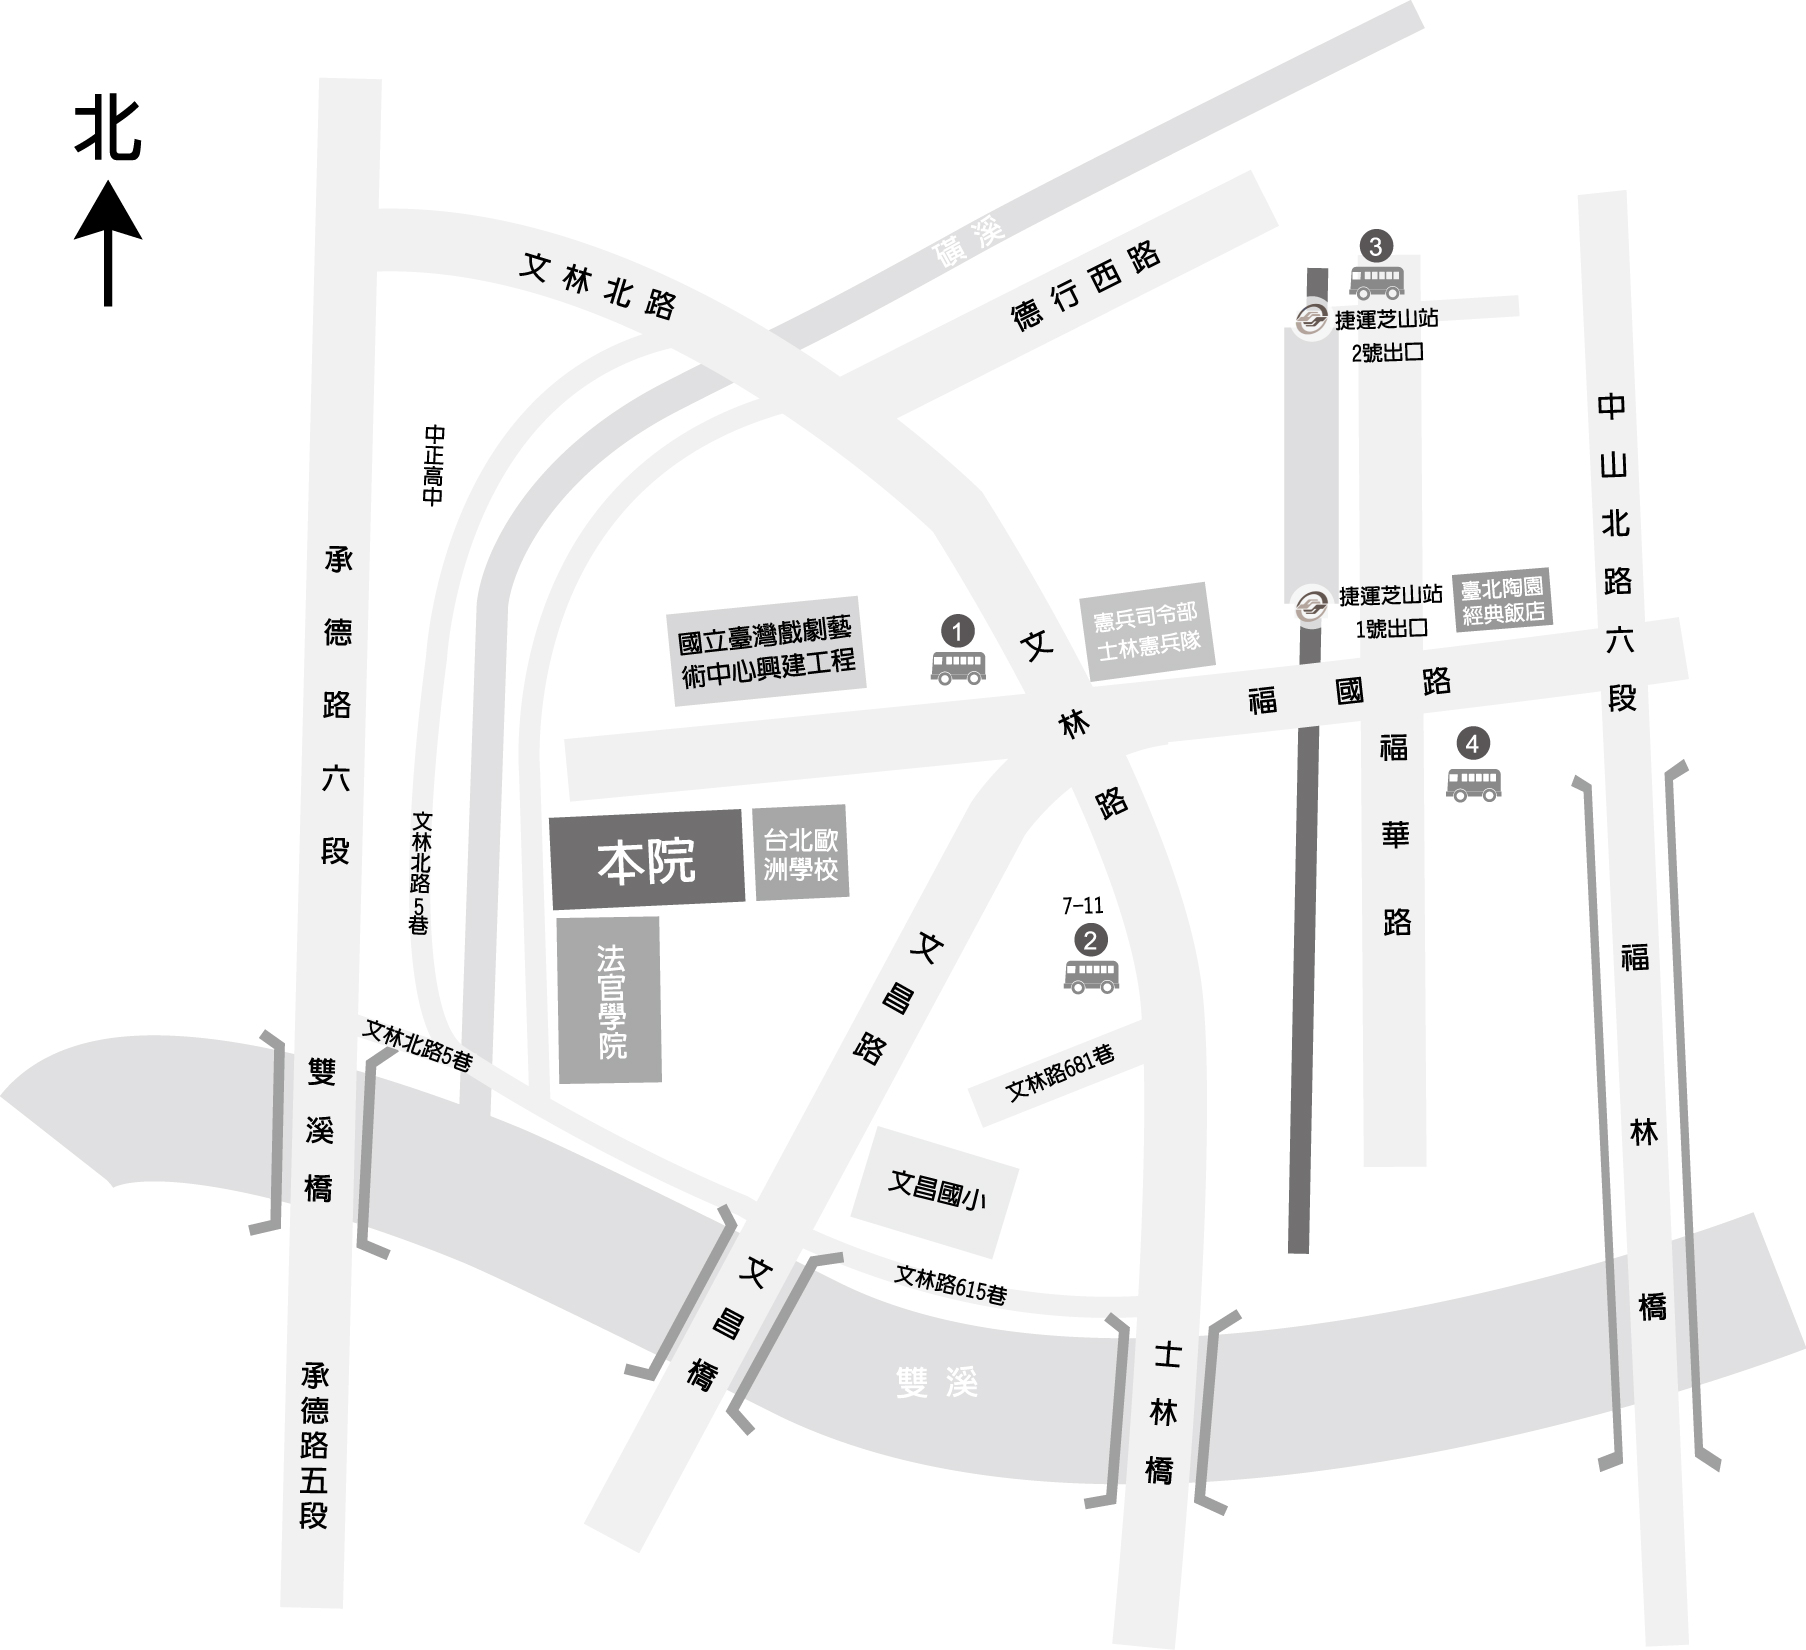 北
文林北路
磺溪
德行西路
3
捷運芝山站
2號出口
中正高中
承德路六段
中山北路六段
國立臺灣戲劇藝
術中心興建工程
1
文林路
憲兵司令部
士林憲兵隊
捷運芝山站
1號出口
臺北陶園
經典飯店
福國路
4
福華路
本院
台北歐
洲學校
文林北路5巷
法官學院
文昌路
7-11
2
文林北路5巷
文林路681巷
文昌國小
雙溪橋
福林橋
文昌橋
文林路615巷
雙溪
士林橋
承德路五段